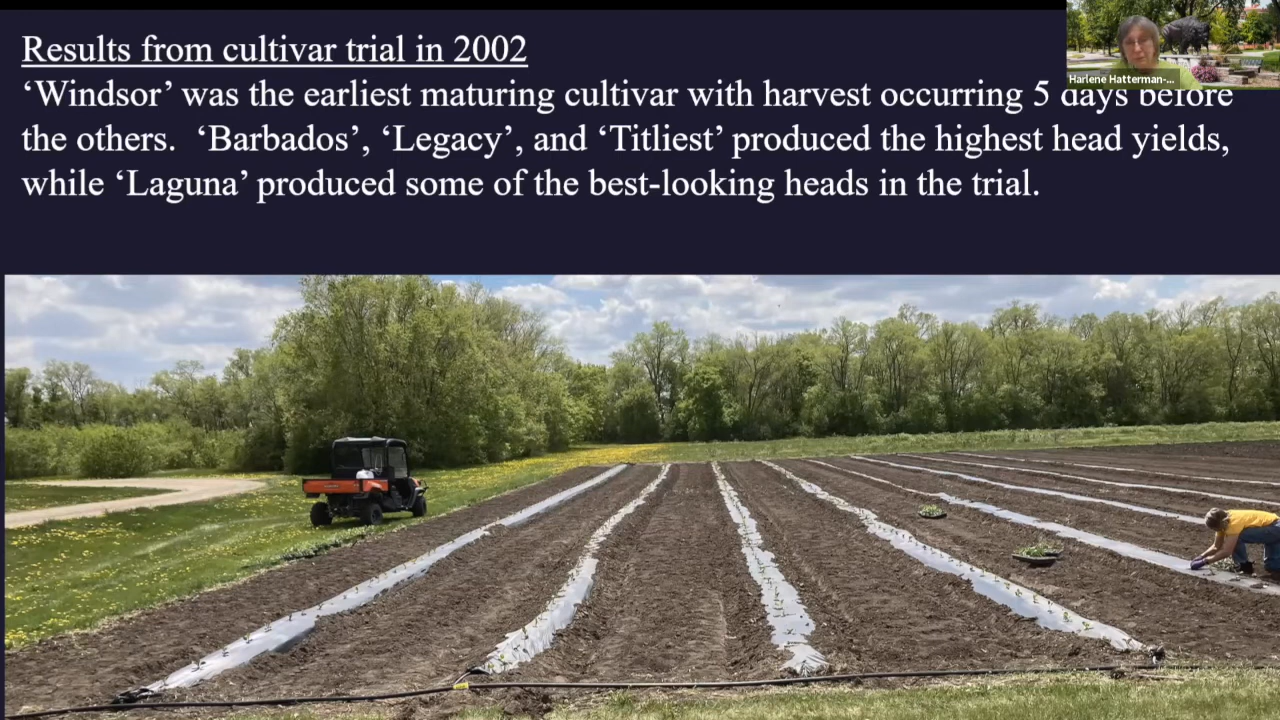 Results from cultivar trial in 2002
‘Windsor’ was the earliest maturing cultivar with harvest occurring 5 days before
the others.  ‘Barbados’, ‘Legacy’, and ‘Titliest’ produced the highest head yields,
while ‘Laguna’ produced some of the best-looking heads in the trial.
Harlene Hatterman-...